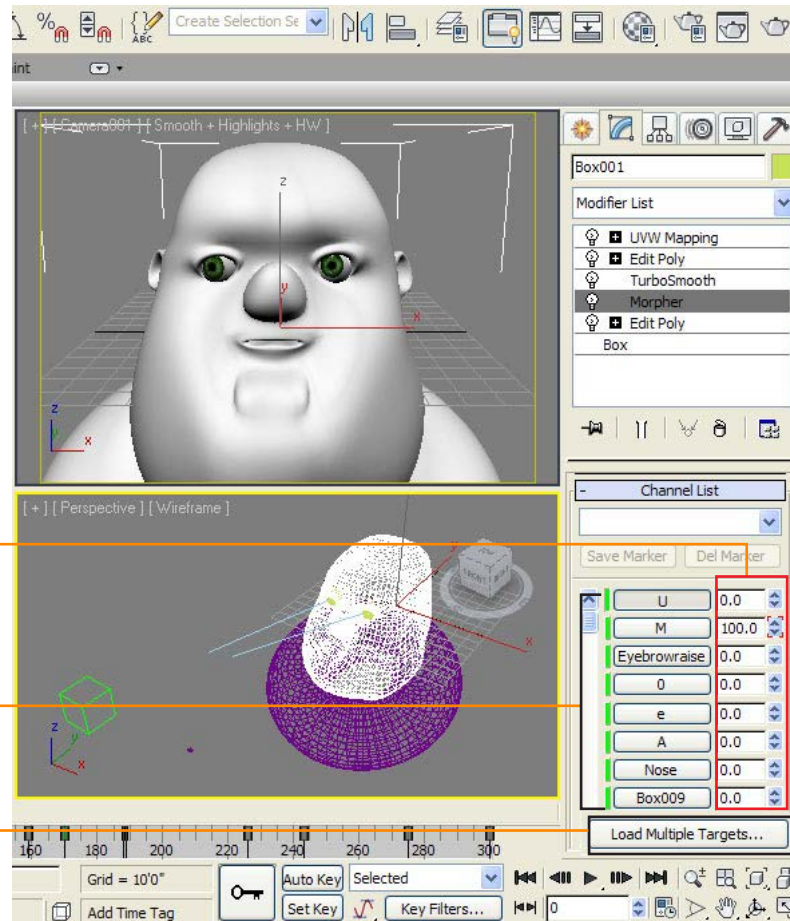 %
ABC
Create Selection Se
int
[ + ] [ Camera001 ] [ Smooth + Highlights + HW ]
z
y
x
z
x
Box001
Modifier List
UVW Mapping
Edit Poly
TurboSmooth
Morpher
Edit Poly
Box
[ + ] [ Perspective ] [ Wireframe ]
y
x
FRONT
z
x
Channel List
Save Marker
Del Marker
U 0.0
M 100.0
Eyebrowraise 0.0
0 0.0
e 0.0
A 0.0
Nose 0.0
Box009 0.0
Load Multiple Targets...
160 180 200 220 240 260 280 300
Grid = 10'0"
Auto Key
Selected
Add Time Tag
Set Key
Key Filters...
0